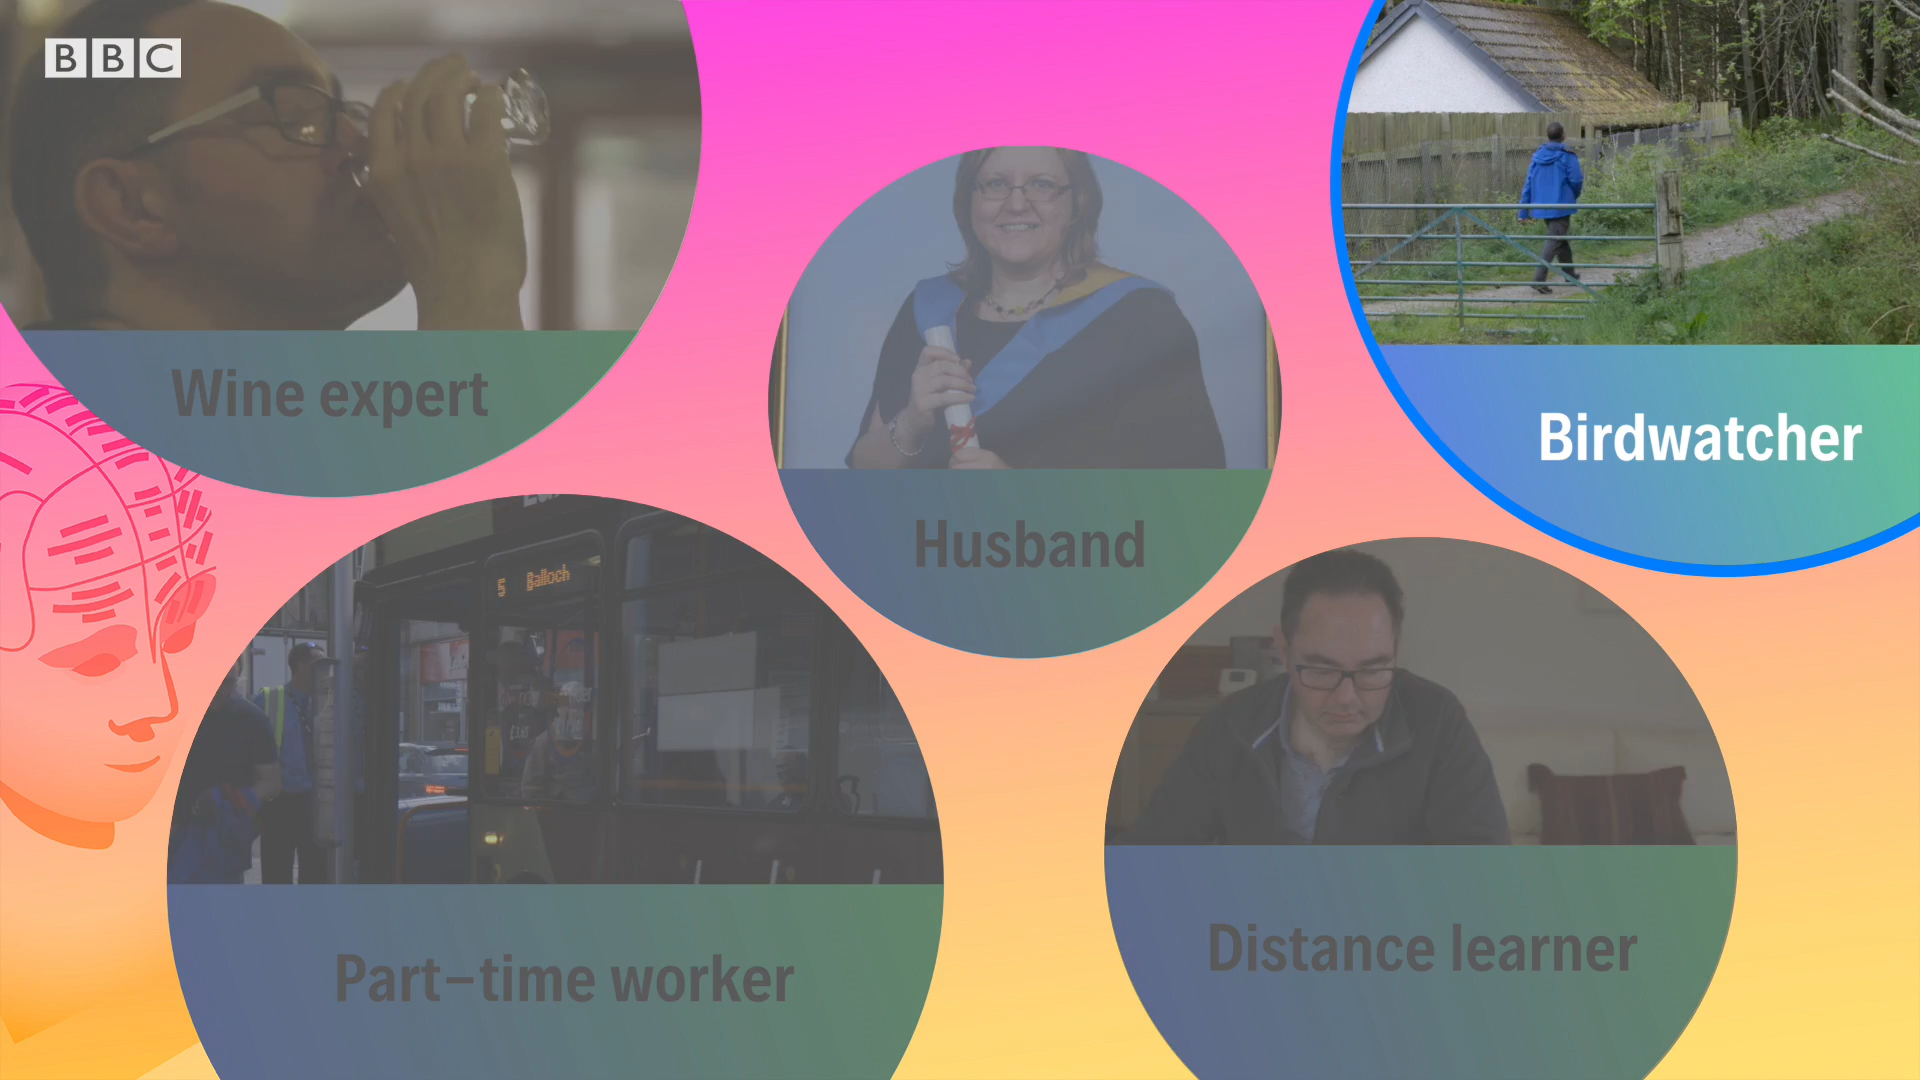 BBC
Wine expert
Husband
Birdwatcher
5 Balloch
Part-time worker
Distance learner